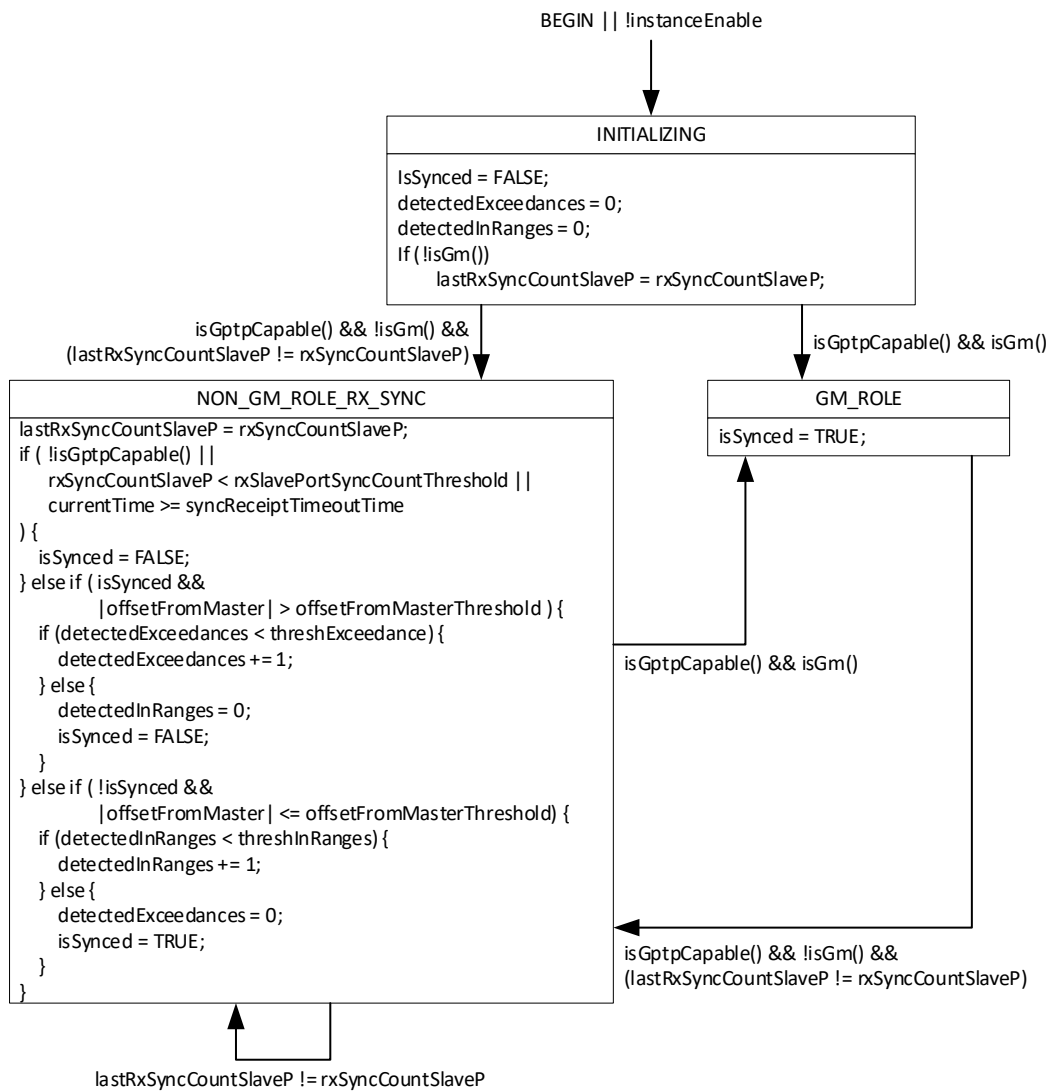 BEGIN || !instanceEnable
INITIALIZING
IsSynced = FALSE;
detectedExceedances = 0;
detectedInRanges = 0;
If (!isGm())
lastRxSyncCountSlaveP = rxSyncCountSlaveP;
isGptpCapable() && !isGm() &&
(lastRxSyncCountSlaveP != rxSyncCountSlaveP)
isGptpCapable() && isGm()
NON_GM_ROLE_RX_SYNC
lastRxSyncCountSlaveP = rxSyncCountSlaveP;
if ( !isGptpCapable() ||
rxSyncCountSlaveP < rxSlavePortSyncCountThreshold ||
currentTime >= syncReceiptTimeoutTime
) {
isSynced = FALSE;
} else if ( isSynced &&
|offsetFromMaster| > offsetFromMasterThreshold ) {
if (detectedExceedances < threshExceedance) {
detectedExceedances += 1;
} else {
detectedInRanges = 0;
isSynced = FALSE;
}
} else if ( !isSynced &&
|offsetFromMaster| <= offsetFromMasterThreshold) {
if (detectedInRanges < threshInRanges) {
detectedInRanges += 1;
} else {
detectedExceedances = 0;
isSynced = TRUE;
}
}
GM_ROLE
isSynced = TRUE;
isGptpCapable() && isGm()
isGptpCapable() && !isGm() &&
(lastRxSyncCountSlaveP != rxSyncCountSlaveP)
lastRxSyncCountSlaveP != rxSyncCountSlaveP